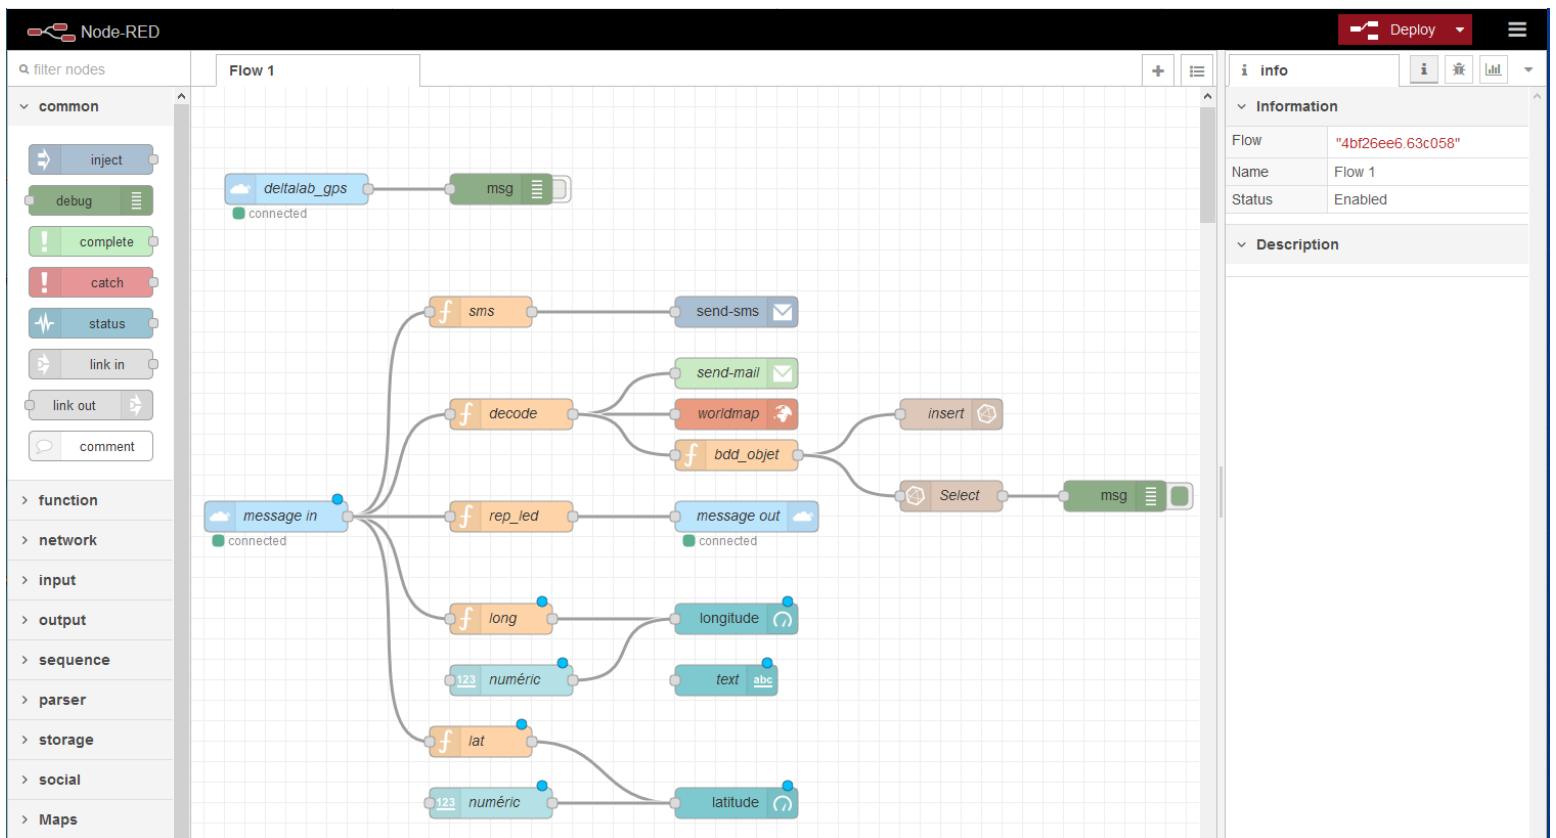 Node-RED
Deploy
filter nodes
Flow 1
i info
i
common
Information
inject
debug
complete
catch
status
link in
link out
comment
function
network
input
output
sequence
parser
storage
social
Maps
deltalab_gps
connected
msg
sms
send-sms
send-mail
decode
worldmap
insert
bdd_objet
Select
msg
message in
connected
rep_led
message out
connected
long
longitude
123 numéric
text abc
lat
123 numéric
latitude
Flow "4bf26ee6.63c058"
Name Flow 1
Status Enabled
Description